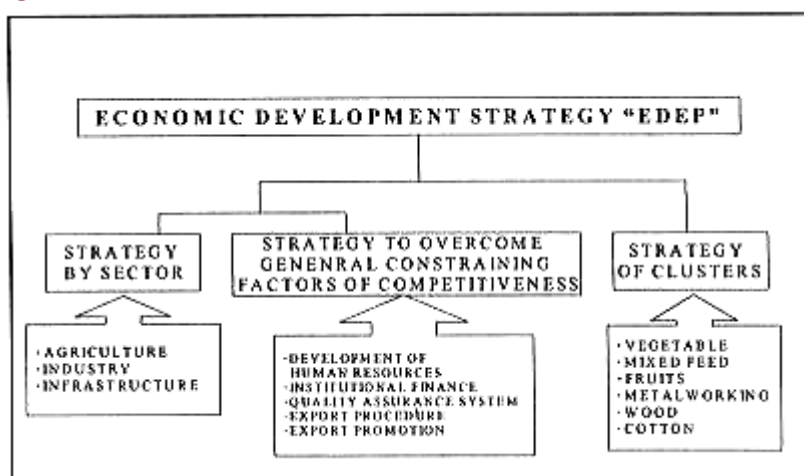 ECONOMIC DEVELOPMENT STRATEGY "EDEP"
STRATEGY
BY SECTOR
STRATEGY TO OVERCOME
GENENRAL CONSTRAINING
FACTORS OF COMPETITIVENESS
STRATEGY
OF CLUSTERS
·AGRICULTURE
·INDUSTRY
·INFRASTRUCTURE
·DEVELOPMENT OF
HUMAN RESOURCES
·INSTITUTIONAL FINANCE
·QUALITY ASSURANCE SYSTEM
·EXPORT PROCEDURE
·EXPORT PROMOTION
·VEGETABLE
·MIXED FEED
·FRUITS
·METALWORKING
·WOOD
·COTTON